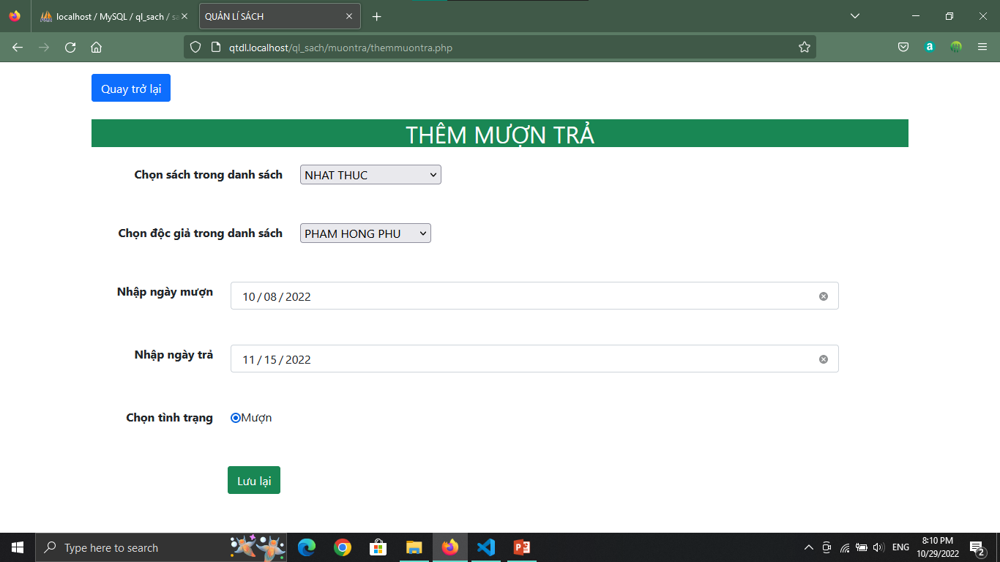 localhost / MySQL / ql_sach / sa
QUẢN LÍ SÁCH
qtdl.localhost/ql_sach/muontra/themmuontra.php
Quay trở lại
THÊM MƯỢN TRẢ
Chọn sách trong danh sách NHAT THUC
Chọn độc giả trong danh sách PHAM HONG PHU
Nhập ngày mượn 10 / 08 / 2022
Nhập ngày trả 11 / 15 / 2022
Chọn tình trạng Mượn
Lưu lại
Type here to search
ENG
8:10 PM
10/29/2022
2